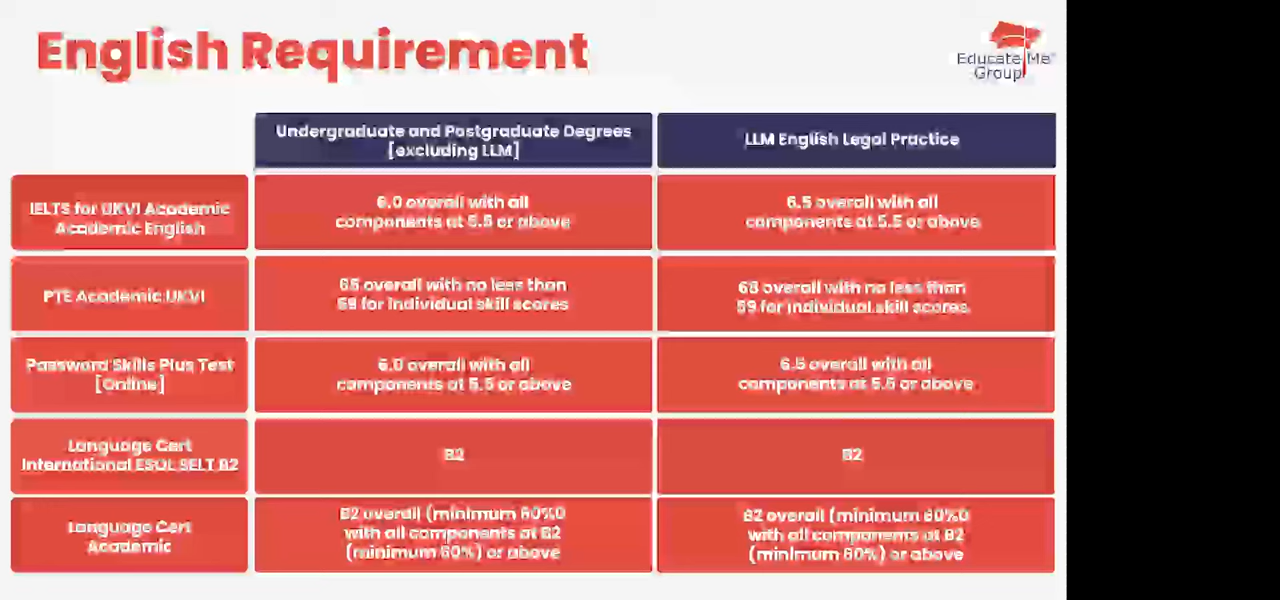 English Requirement
Educate Me
Group
Undergraduate and Postgraduate Degrees
[excluding LLM]
LLM English Legal Practice
IELTS for UKVI Academic
Academic English
6.0 overall with all
components at 5.5 or above
6.5 overall with all
components at 5.5 or above
PTE Academic UKVI
overall with no less than
59 for individual skill scores
overall with no less than
59 for individual skill scores
Password Skills Plus Test
[Online]
6.0 overall with all
components at 5.5 or above
6.5 overall with all
components at 5.5 or above
Language Cert
International ESOL SELT B2
B2
B2
Language Cert
Academic
B2 overall (minimum
with all components at B2
(minimum 60%) or above
B2 overall (minimum
with all components at B2
(minimum 60%) or above